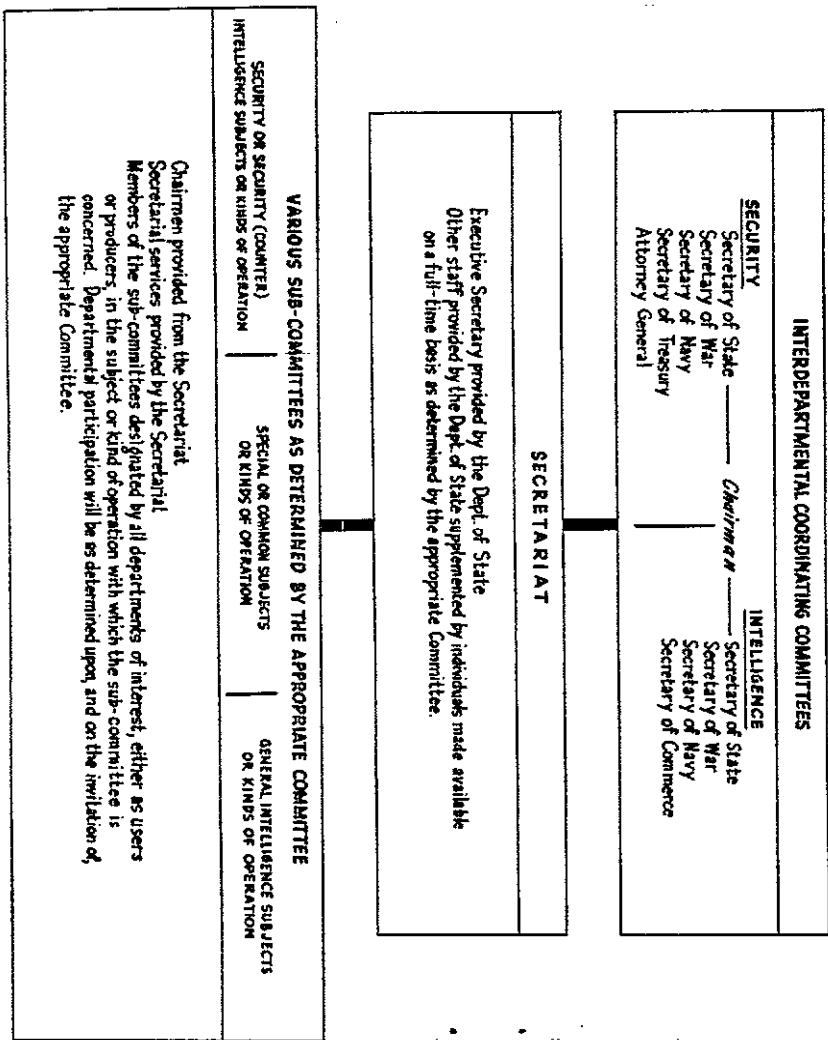 INTERDEPARTMENTAL COORDINATING COMMITTEES
SECURITY
Secretary of State
Secretary of War
Secretary of Navy
Secretary of Treasury
Attorney General
Chairman
INTELLIGENCE
Secretary of State
Secretary of War
Secretary of Navy
Secretary of Commerce
SECRETARIAT
Executive Secretary provided by the Dept. of State
Other staff provided by the Dept. of State supplemented by individuals made available
on a full-time basis as determined by the appropriate Committee.
VARIOUS SUB-COMMITTEES AS DETERMINED BY THE APPROPRIATE COMMITTEE
SECURITY OR SECURITY (COUNTER)
INTELLIGENCE SUBJECTS OR KINDS OF OPERATION
SPECIAL OR COMMON SUBJECTS
OR KINDS OF OPERATION
GENERAL INTELLIGENCE SUBJECTS
OR KINDS OF OPERATION
Chairmen provided from the Secretariat
Secretarial services provided by the Secretariat
Members of the sub-committees designated by all departments of interest, either as users
or producers, in the subject or kind of operation with which the sub-committee is
concerned. Departmental participation will be as determined upon, and on the invitation of,
the appropriate Committee.